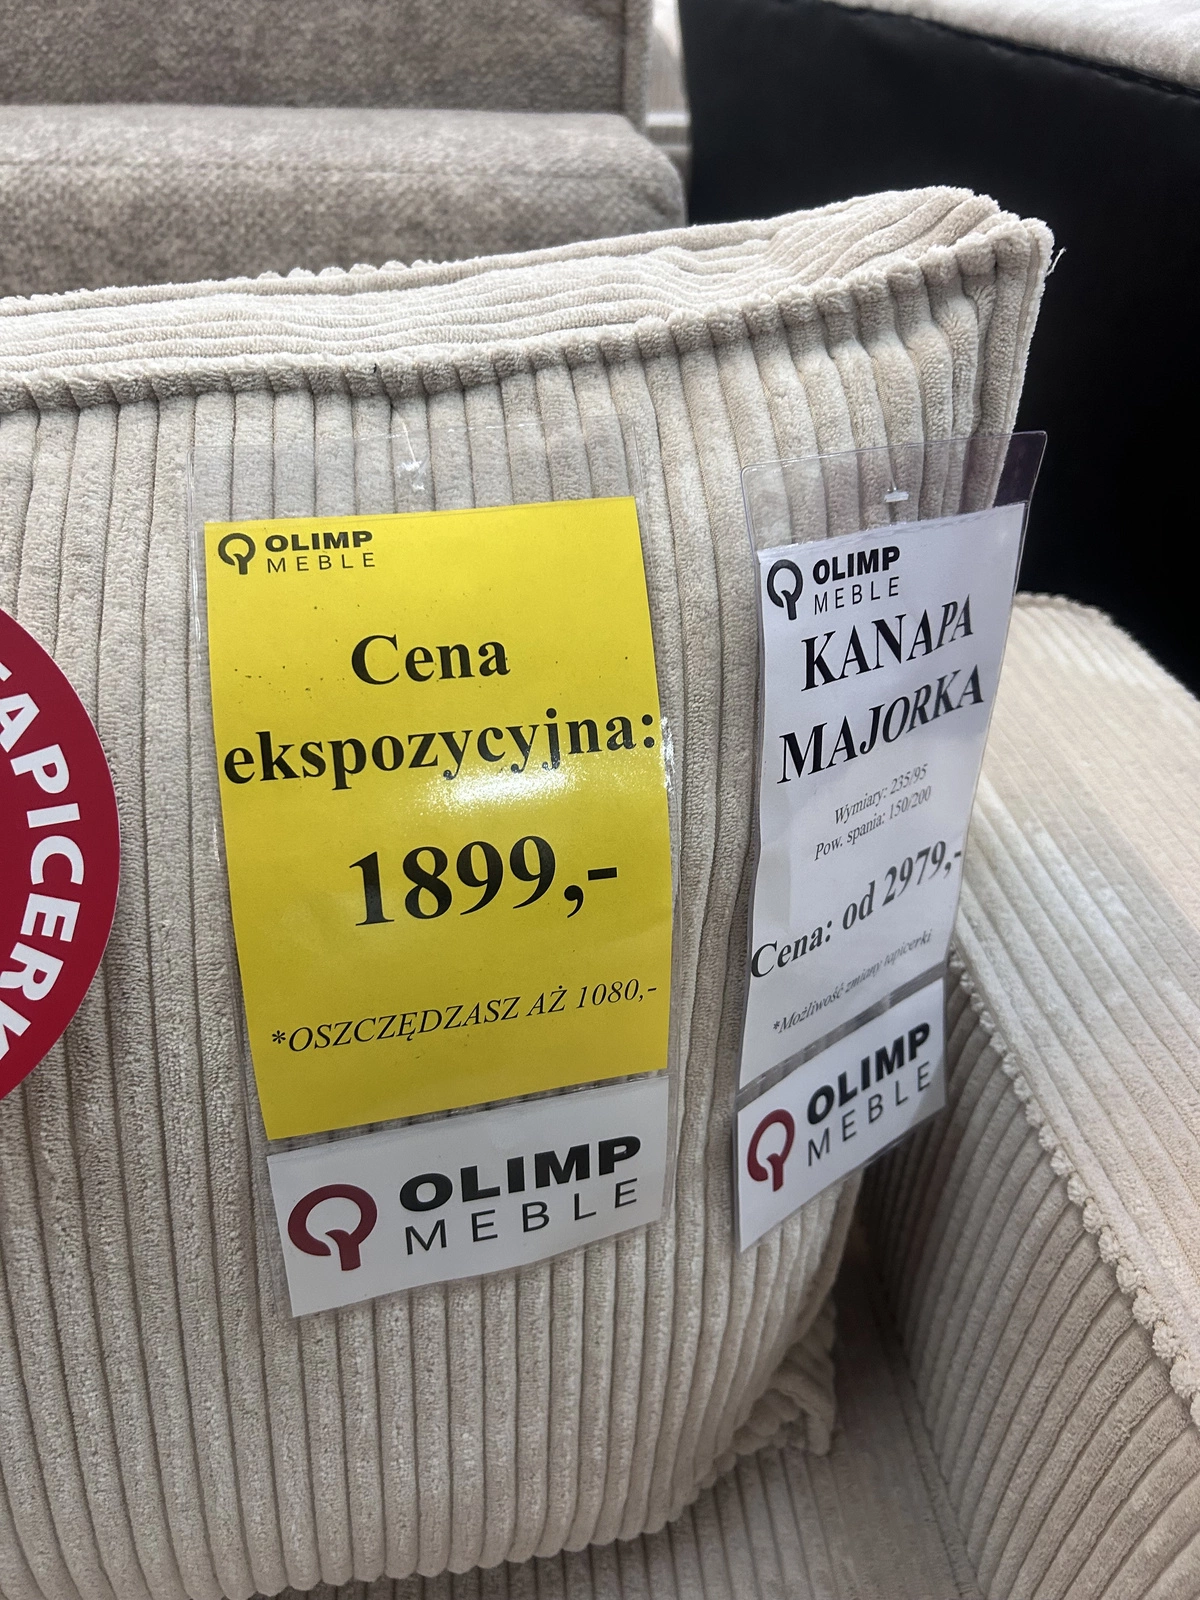 OLIMP
MEBLE
Cena
ekspozycyjna:
1899,-
*OSZCZĘDZASZ AŻ 1080,-
OLIMP
MEBLE
OLIMP
MEBLE
KANAPA
MAJORKA
Wymiary: 235/95
Pow. spania: 150/200
Cena: od 2979,-
*Możliwość zmiany tapicerki
OLIMP
MEBLE
TAPICERK